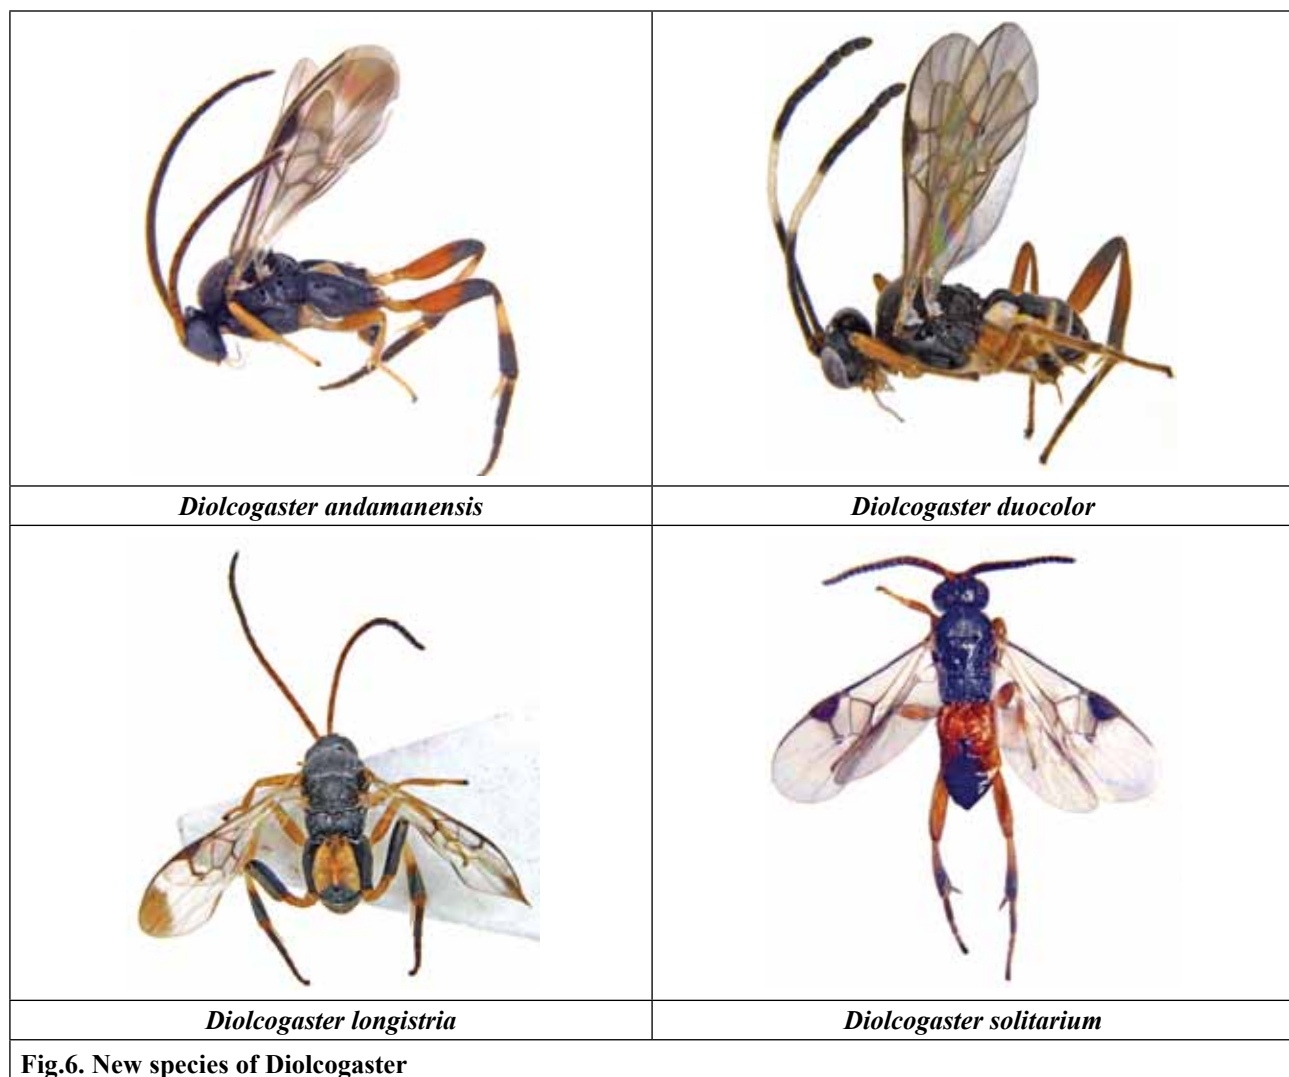 Diolcogaster andamanensis
Diolcogaster duocolor
Diolcogaster longistria
Diolcogaster solitarium
Fig.6. New species of Diolcogaster